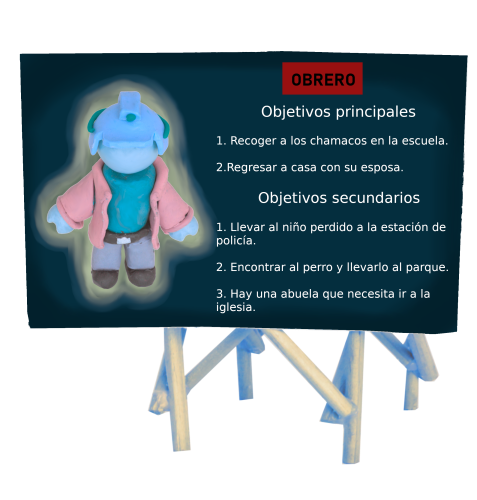 OBRERO
Objetivos principales
1. Recoger a los chamacos en la escuela.
2.Regresar a casa con su esposa.
Objetivos secundarios
1. Llevar al niño perdido a la estación de
policía.
2. Encontrar al perro y llevarlo al parque.
3. Hay una abuela que necesita ir a la
iglesia.